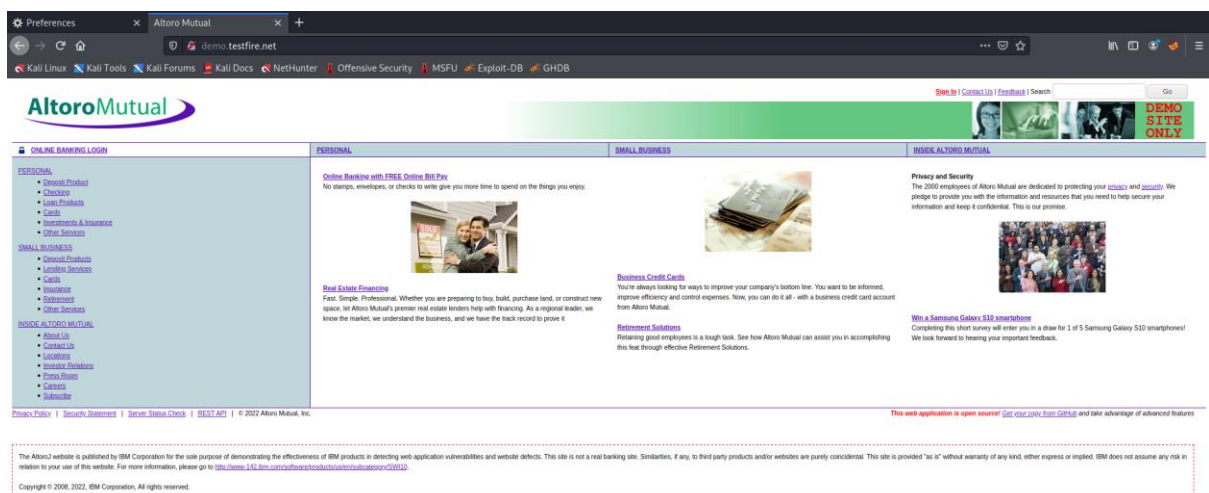 Preferences
Altoro Mutual
demo.testfire.net
Kali Linux Kali Tools Kali Forums Kali Docs NetHunter Offensive Security MSFU Exploit-DB GHDB
Sign In | Contact Us | Feedback | Search Go
AltoroMutual
DEMO
SITE
ONLY
ONLINE BANKING LOGIN
PERSONAL
SMALL BUSINESS
INSIDE ALTORO MUTUAL
PERSONAL
Deposit Product
Checking
Loan Products
Cards
Investments & Insurance
Other Services
SMALL BUSINESS
Deposit Products
Lending Services
Cards
Insurance
Retirement
Other Services
INSIDE ALTORO MUTUAL
About Us
Contact Us
Locations
Investor Relations
Press Room
Careers
Subscribe
Online Banking with FREE Online Bill Pay
No stamps, envelopes, or checks to write give you more time to spend on the things you enjoy.
SOLD
Real Estate Financing
Fast. Simple. Professional. Whether you are preparing to buy, build, purchase land, or construct new
space, let Altoro Mutual's premier real estate lenders help with financing. As a regional leader, we
know the market, we understand the business, and we have the track record to prove it
Business Credit Cards
You're always looking for ways to improve your company's bottom line. You want to be informed,
improve efficiency and control expenses. Now, you can do it all - with a business credit card account
from Altoro Mutual.
Retirement Solutions
Retaining good employees is a tough task. See how Altoro Mutual can assist you in accomplishing
this feat through effective Retirement Solutions.
Privacy and Security
The 2000 employees of Altoro Mutual are dedicated to protecting your privacy and security. We
pledge to provide you with the information and resources that you need to help secure your
information and keep it confidential. This is our promise.
Win a Samsung Galaxy S10 smartphone
Completing this short survey will enter you in a draw for 1 of 5 Samsung Galaxy S10 smartphones!
We look forward to hearing your important feedback.
Privacy Policy | Security Statement | Server Status Check | REST API | © 2022 Altoro Mutual, Inc.
This web application is open source! Get your copy from GitHub and take advantage of advanced features
The AltoroJ website is published by IBM Corporation for the sole purpose of demonstrating the effectiveness of IBM products in detecting web application vulnerabilities and website defects. This site is not a real banking site. Similarities, if any, to third party products and/or websites are purely coincidental. This site is provided "as is" without warranty of any kind, either express or implied. IBM does not assume any risk in
relation to your use of this website. For more information, please go to http://www-142.ibm.com/software/products/us/en/subcategory/SWI10.
Copyright © 2008, 2022, IBM Corporation, All rights reserved.